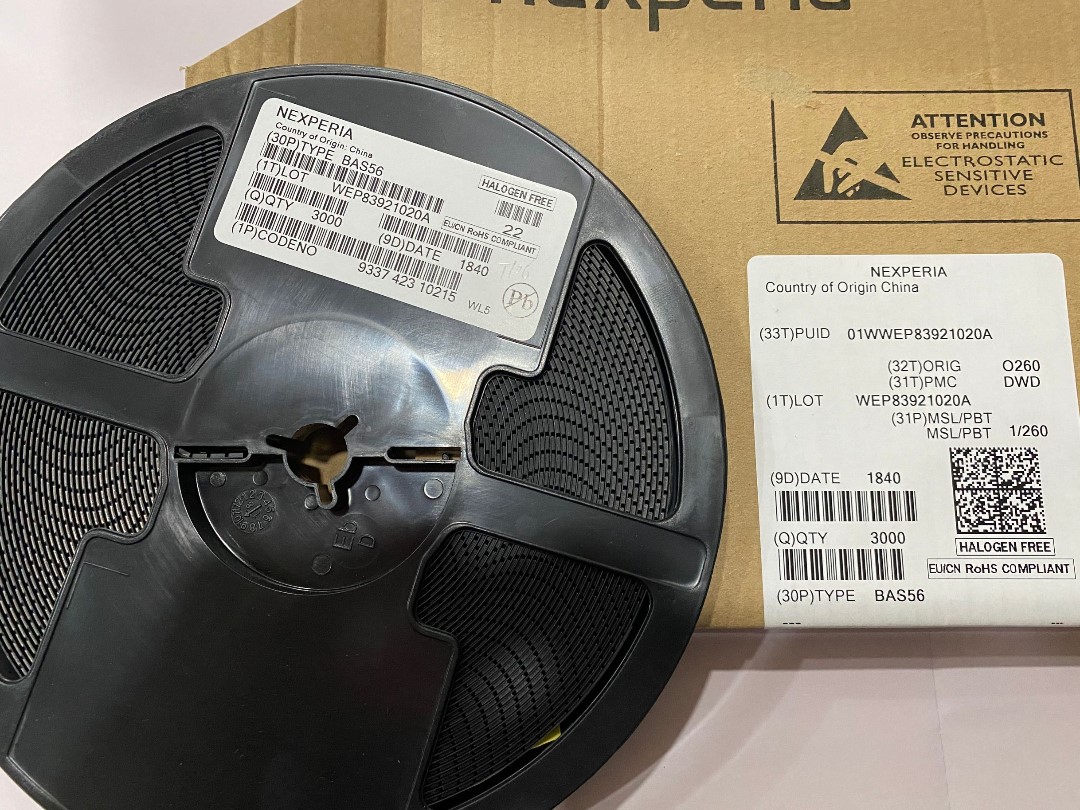 nexperia
NEXPERIA
Country of Origin: China
(30P)TYPE BAS56
(1T)LOT WEP83921020A
(Q)QTY 3000
(9D)DATE 1840
(1P)CODENO
9337 423 10215
HALOGEN FREE
22
EU/CN RoHS COMPLIANT
WL5
Pb
ATTENTION
OBSERVE PRECAUTIONS
FOR HANDLING
ELECTROSTATIC
SENSITIVE
DEVICES
NEXPERIA
Country of Origin China
(33T)PUID 01WWEP83921020A
(32T)ORIG O260
(31T)PMC DWD
(1T)LOT WEP83921020A
(31P)MSL/PBT
MSL/PBT 1/260
(9D)DATE 1840
(Q)QTY 3000
HALOGEN FREE
EU/CN RoHS COMPLIANT
(30P)TYPE BAS56